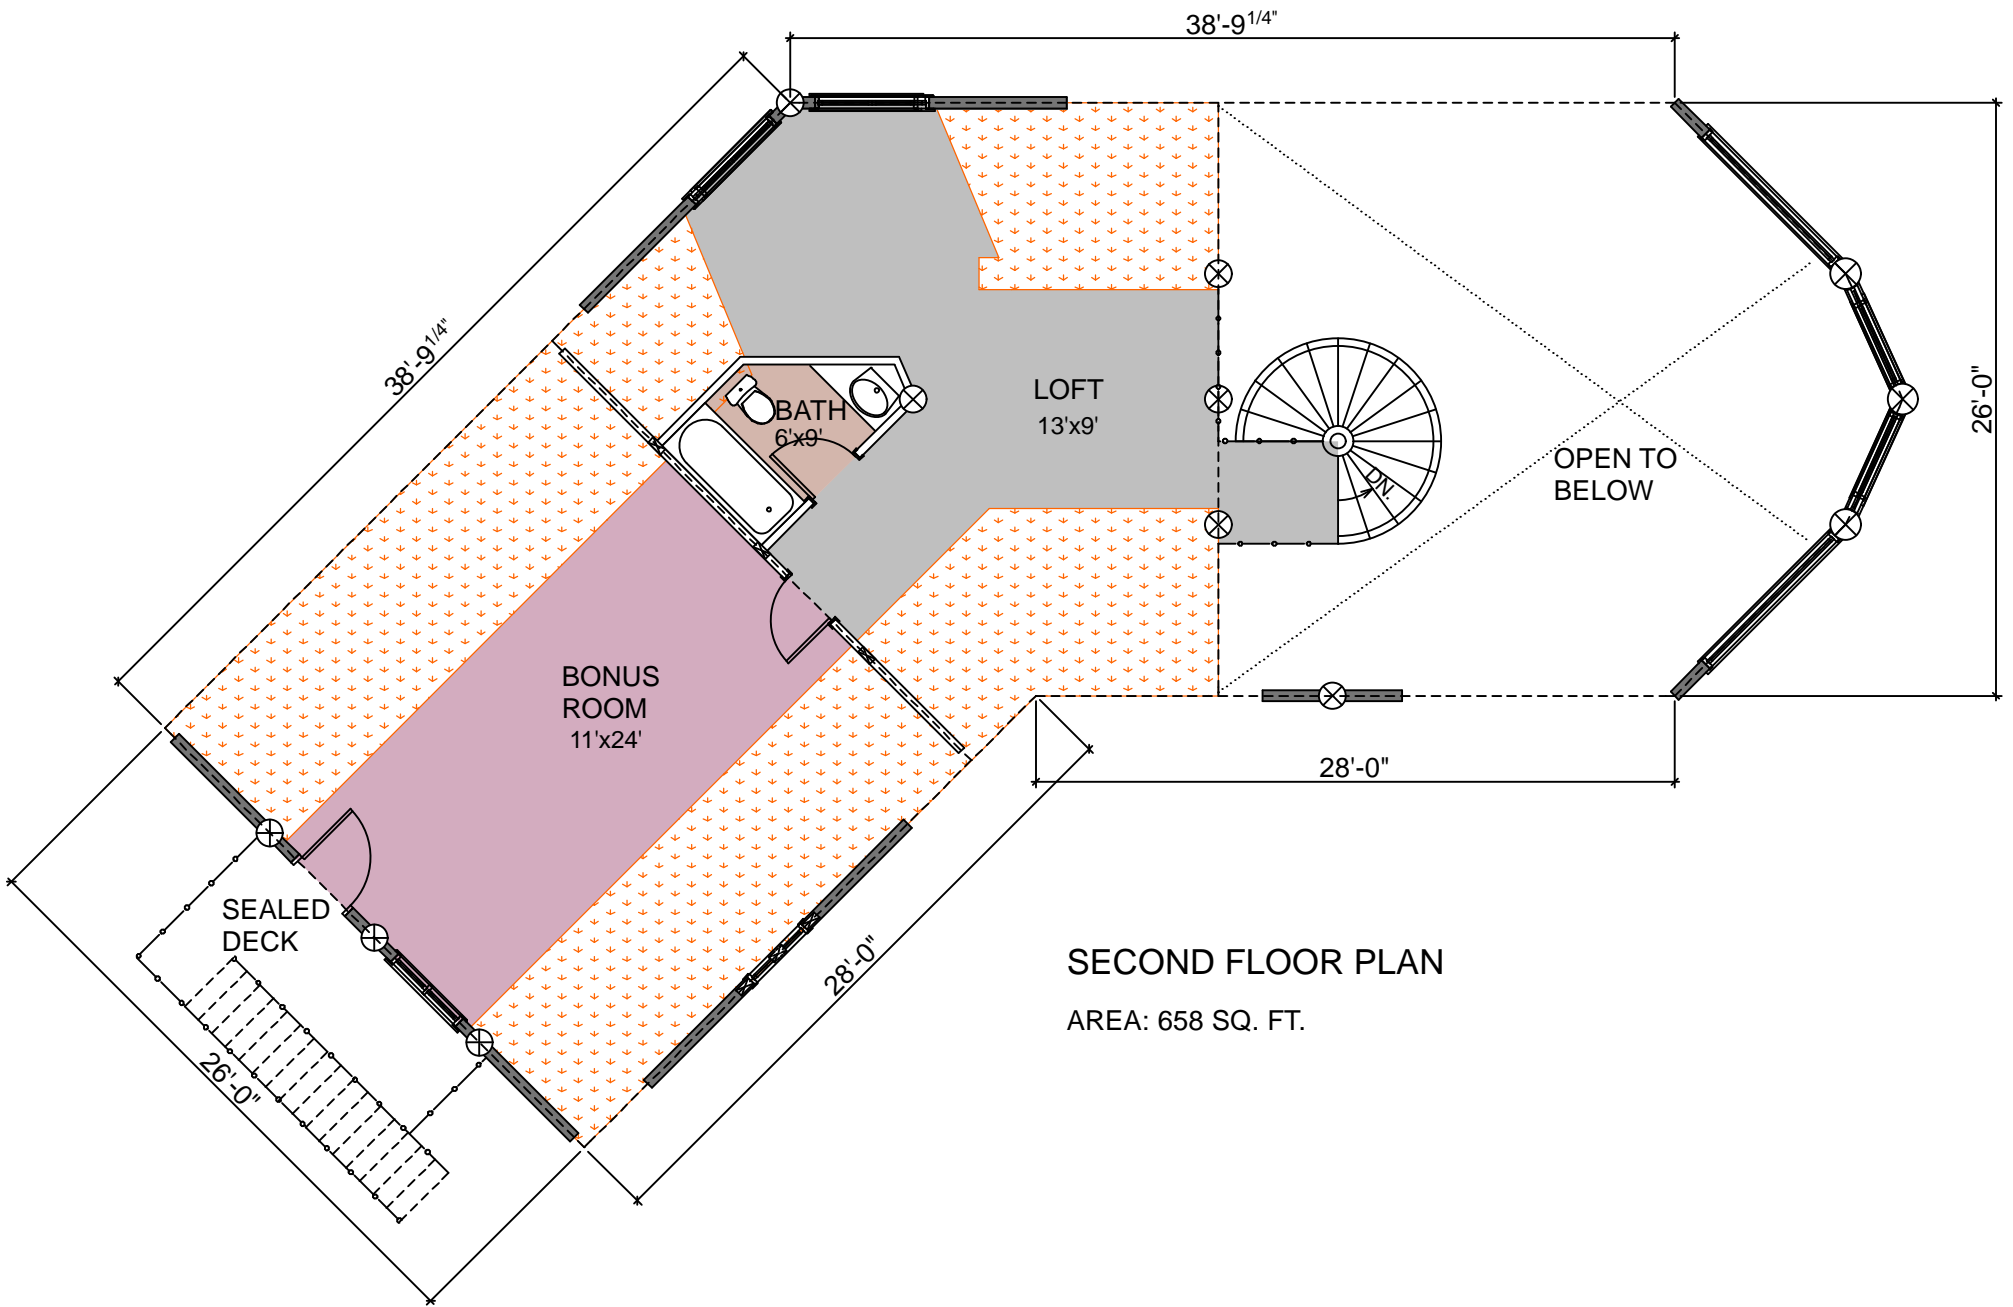 38'-9 1/4"
38'-9 1/4"
26'-0"
LOFT
13'x9'
BATH
6'x9'
DN.
OPEN TO
BELOW
BONUS
ROOM
11'x24'
28'-0"
SEALED
DECK
28'-0"
26'-0"
SECOND FLOOR PLAN
AREA: 658 SQ. FT.